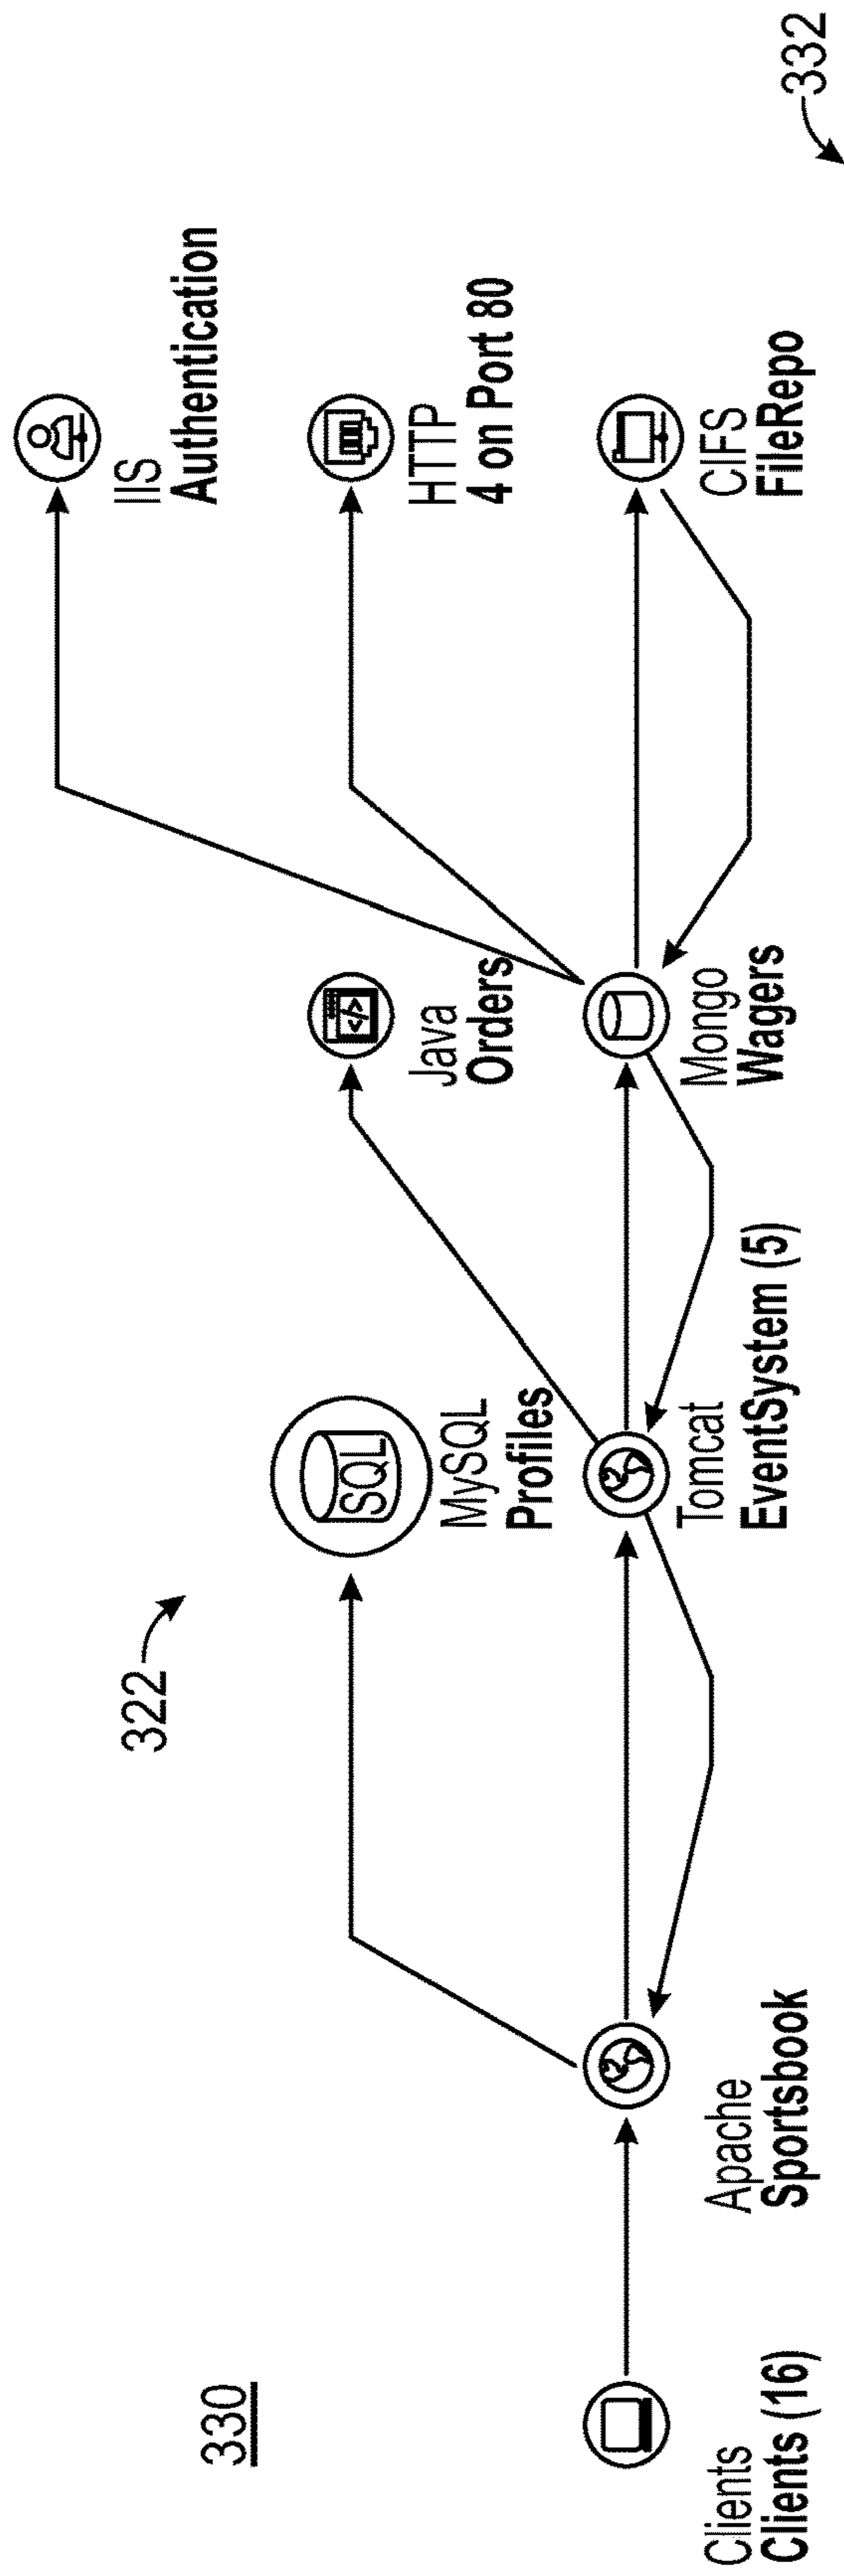 330
322
332
Clients
Clients (16)
Apache
Sportsbook
SQL
MySQL
Profiles
Tomcat
EventSystem (5)
</>
Java
Orders
Mongo
Wagers
IIS
Authentication
HTTP
4 on Port 80
CIFS
FileRepo